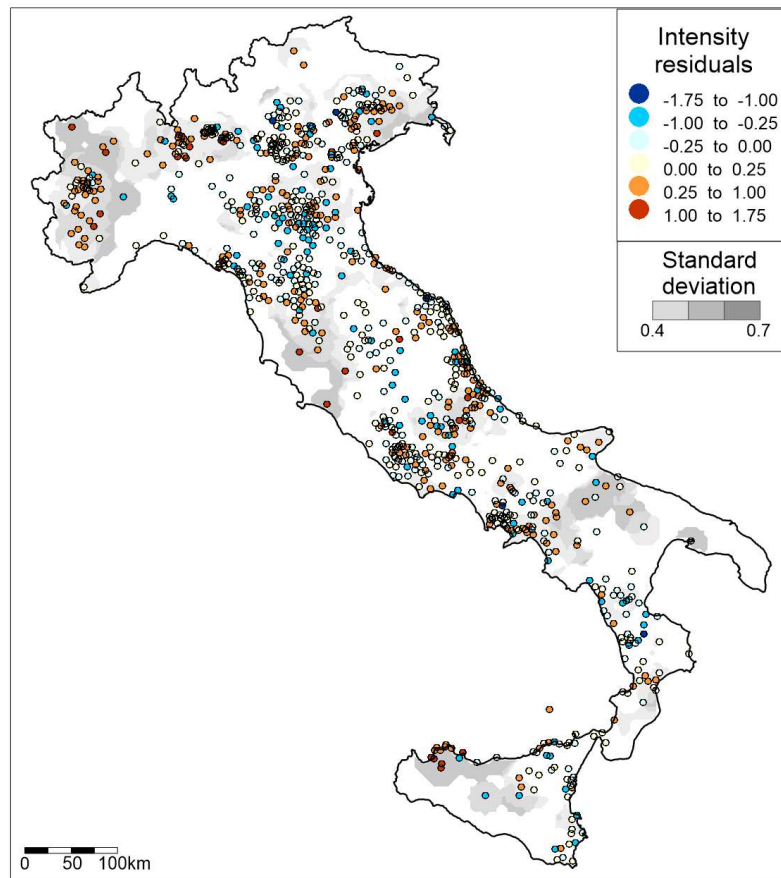 Intensity
residuals
-1.75 to -1.00
-1.00 to -0.25
-0.25 to 0.00
0.00 to 0.25
0.25 to 1.00
1.00 to 1.75
Standard
deviation
0.4 0.7
0 50 100km